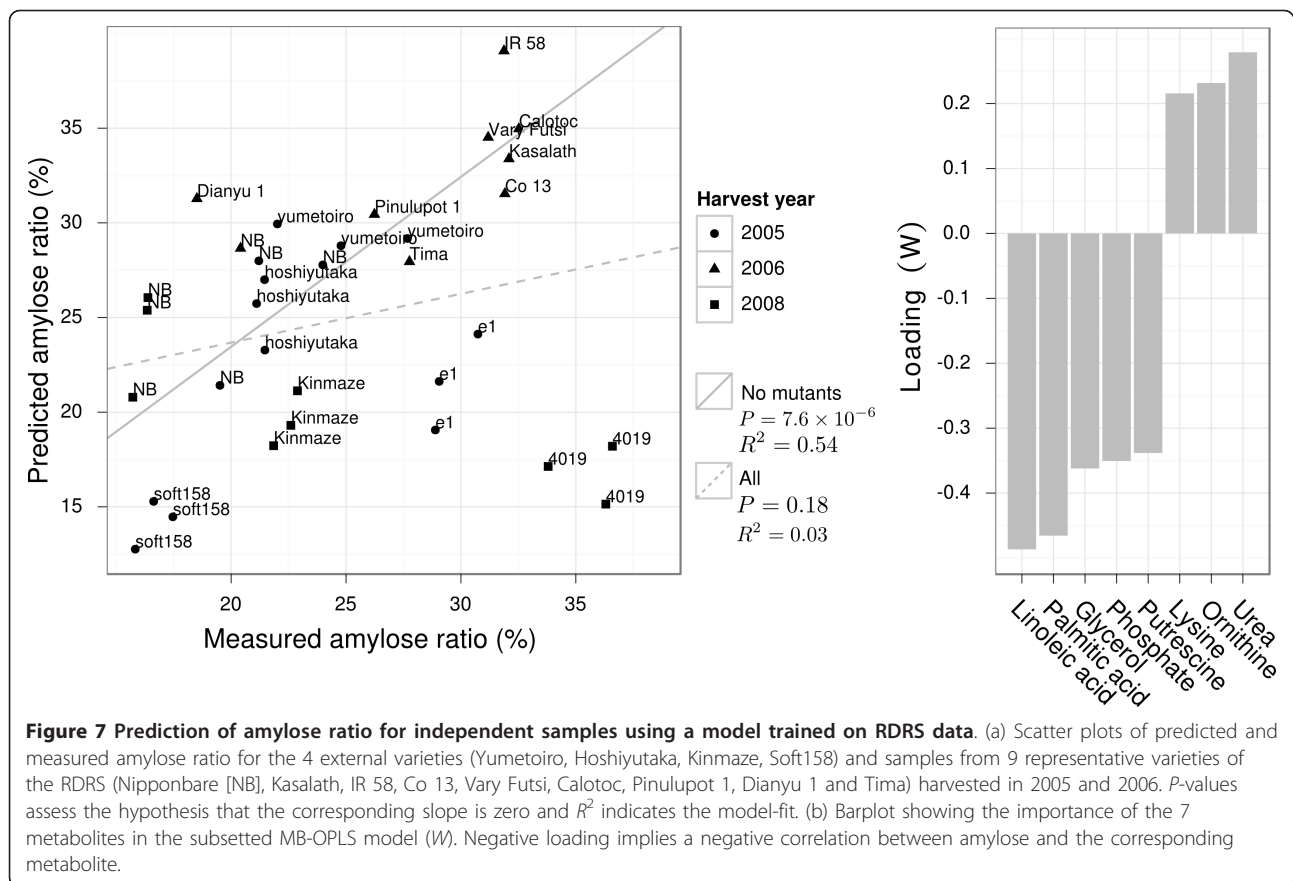 IR 58
Calotoc
Vary Futsi
Kasalath
Co 13
Dianyu 1
Pinulupot 1
yumetoiro
yumetoiro
yumetoiro
NB
NB
NB
Tima
hoshiyutaka
hoshiyutaka
NB
NB
hoshiyutaka
e1
e1
e1
NB
NB
Kinmaze
Kinmaze
Kinmaze
4019
4019
4019
soft158
soft158
soft158
35
30
25
20
15
Predicted amylose ratio (%)
20 25 30 35
Measured amylose ratio (%)
Harvest year
2005
2006
2008
No mutants
P = 7.6 × 10⁻⁶
R² = 0.54
All
P = 0.18
R² = 0.03
Loading (W)
0.2
0.1
0.0
-0.1
-0.2
-0.3
-0.4
Linoleic acid
Palmitic acid
Glycerol
Phosphate
Putrescine
Lysine
Ornithine
Urea
Figure 7 Prediction of amylose ratio for independent samples using a model trained on RDRS data. (a) Scatter plots of predicted and
measured amylose ratio for the 4 external varieties (Yumetoiro, Hoshiyutaka, Kinmaze, Soft158) and samples from 9 representative varieties of
the RDRS (Nipponbare [NB], Kasalath, IR 58, Co 13, Vary Futsi, Calotoc, Pinulupot 1, Dianyu 1 and Tima) harvested in 2005 and 2006. P-values
assess the hypothesis that the corresponding slope is zero and R² indicates the model-fit. (b) Barplot showing the importance of the 7
metabolites in the subsetted MB-OPLS model (W). Negative loading implies a negative correlation between amylose and the corresponding
metabolite.